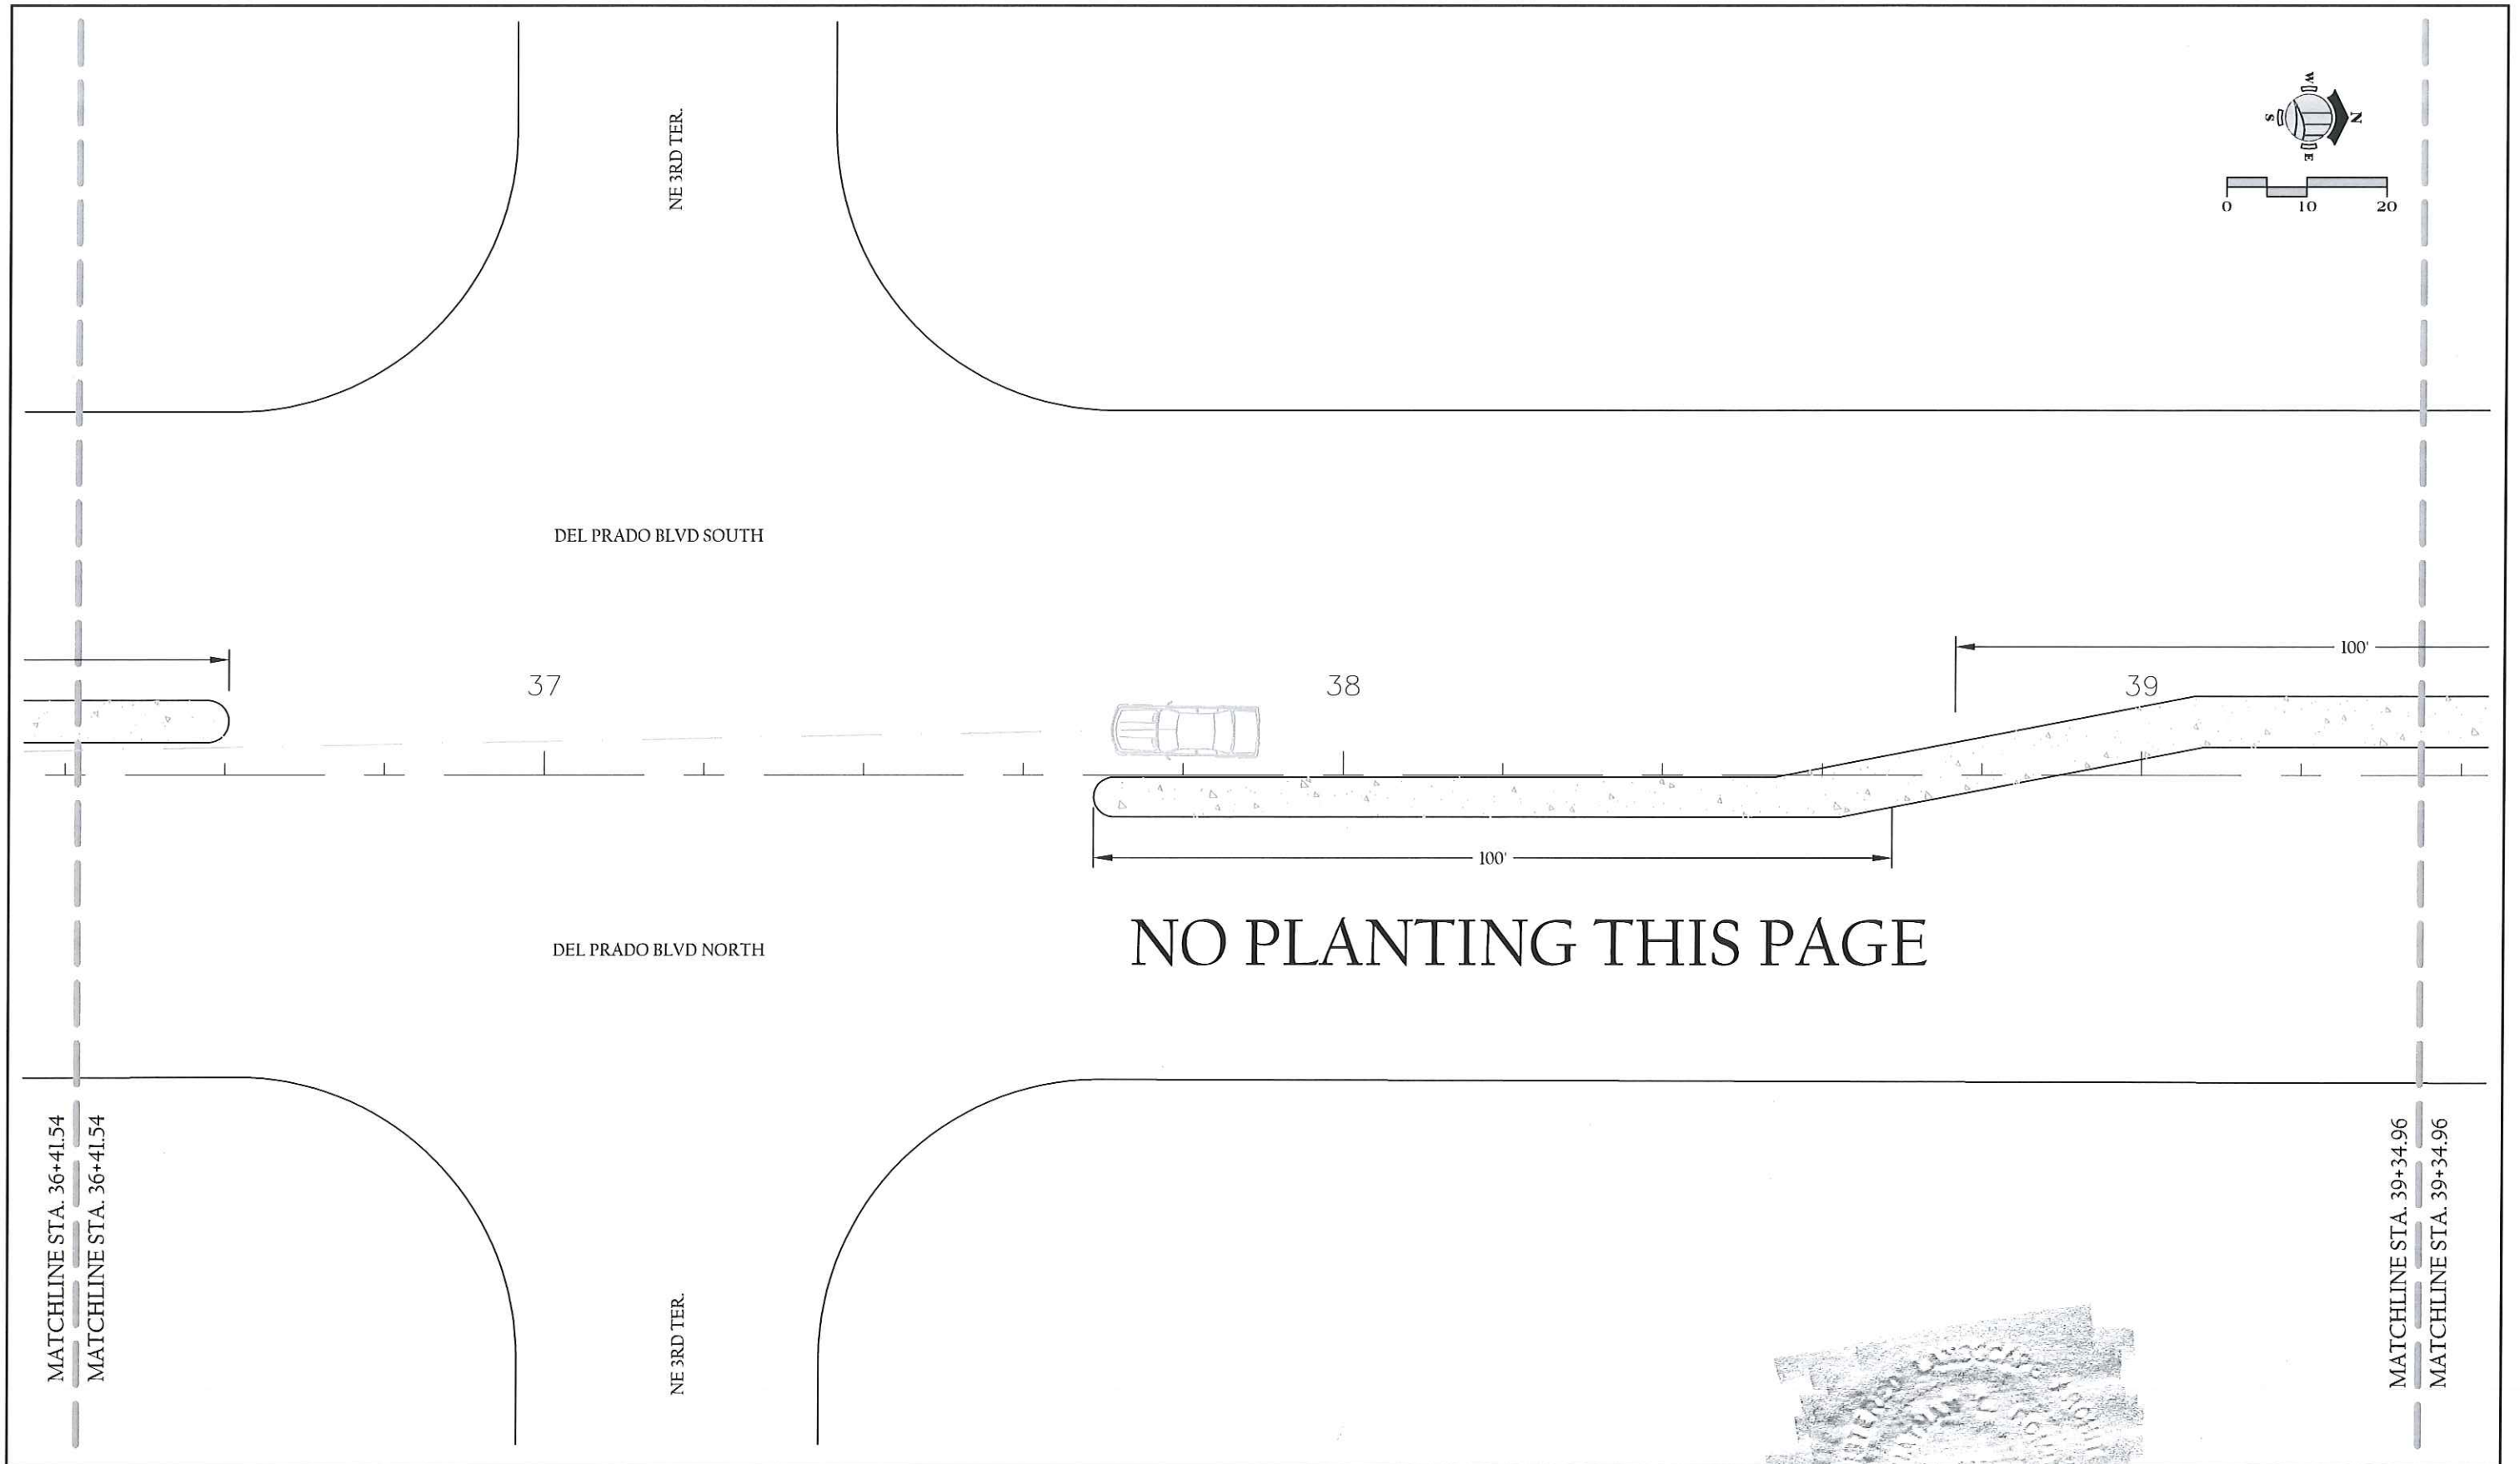 NE 3RD TER.
W
N
S
E
0 10 20
DEL PRADO BLVD SOUTH
100'
37 38 39
100'
NO PLANTING THIS PAGE
DEL PRADO BLVD NORTH
MATCHLINE STA. 36+41.54
MATCHLINE STA. 36+41.54
NE 3RD TER.
MATCHLINE STA. 39+34.96
MATCHLINE STA. 39+34.96